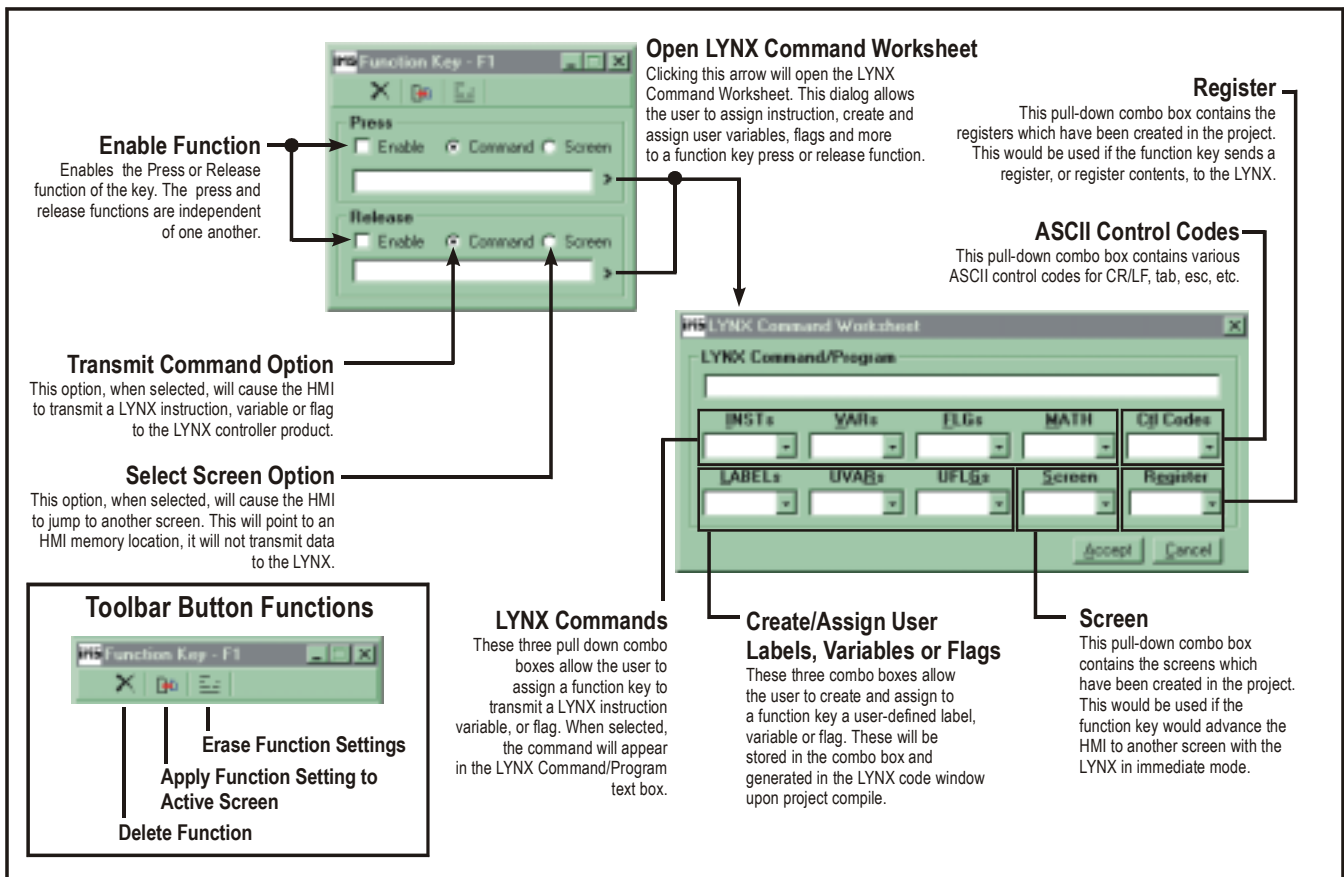 IMS Function Key - F1
Press
Enable Command Screen
>
Release
Enable Command Screen
>
Open LYNX Command Worksheet
Clicking this arrow will open the LYNX
Command Worksheet. This dialog allows
the user to assign instruction, create and
assign user variables, flags and more
to a function key press or release function.
Register
This pull-down combo box contains the
registers which have been created in the project.
This would be used if the function key sends a
register, or register contents, to the LYNX.
Enable Function
Enables the Press or Release
function of the key. The press and
release functions are independent
of one another.
ASCII Control Codes
This pull-down combo box contains various
ASCII control codes for CR/LF, tab, esc, etc.
Transmit Command Option
This option, when selected, will cause the HMI
to transmit a LYNX instruction, variable or flag
to the LYNX controller product.
Select Screen Option
This option, when selected, will cause the HMI
to jump to another screen. This will point to an
HMI memory location, it will not transmit data
to the LYNX.
IMS LYNX Command Worksheet
LYNX Command/Program
INSTs VARs FLGs MATH Ctl Codes
LABELs UVARs UFLGs Screen Register
Accept Cancel
Toolbar Button Functions
IMS Function Key - F1
Erase Function Settings
Apply Function Setting to
Active Screen
Delete Function
LYNX Commands
These three pull down combo
boxes allow the user to
assign a function key to
transmit a LYNX instruction
variable, or flag. When selected,
the command will appear
in the LYNX Command/Program
text box.
Create/Assign User
Labels, Variables or Flags
These three combo boxes allow
the user to create and assign to
a function key a user-defined label,
variable or flag. These will be
stored in the combo box and
generated in the LYNX code window
upon project compile.
Screen
This pull-down combo box
contains the screens which
have been created in the project.
This would be used if the
function key would advance the
HMI to another screen with the
LYNX in immediate mode.